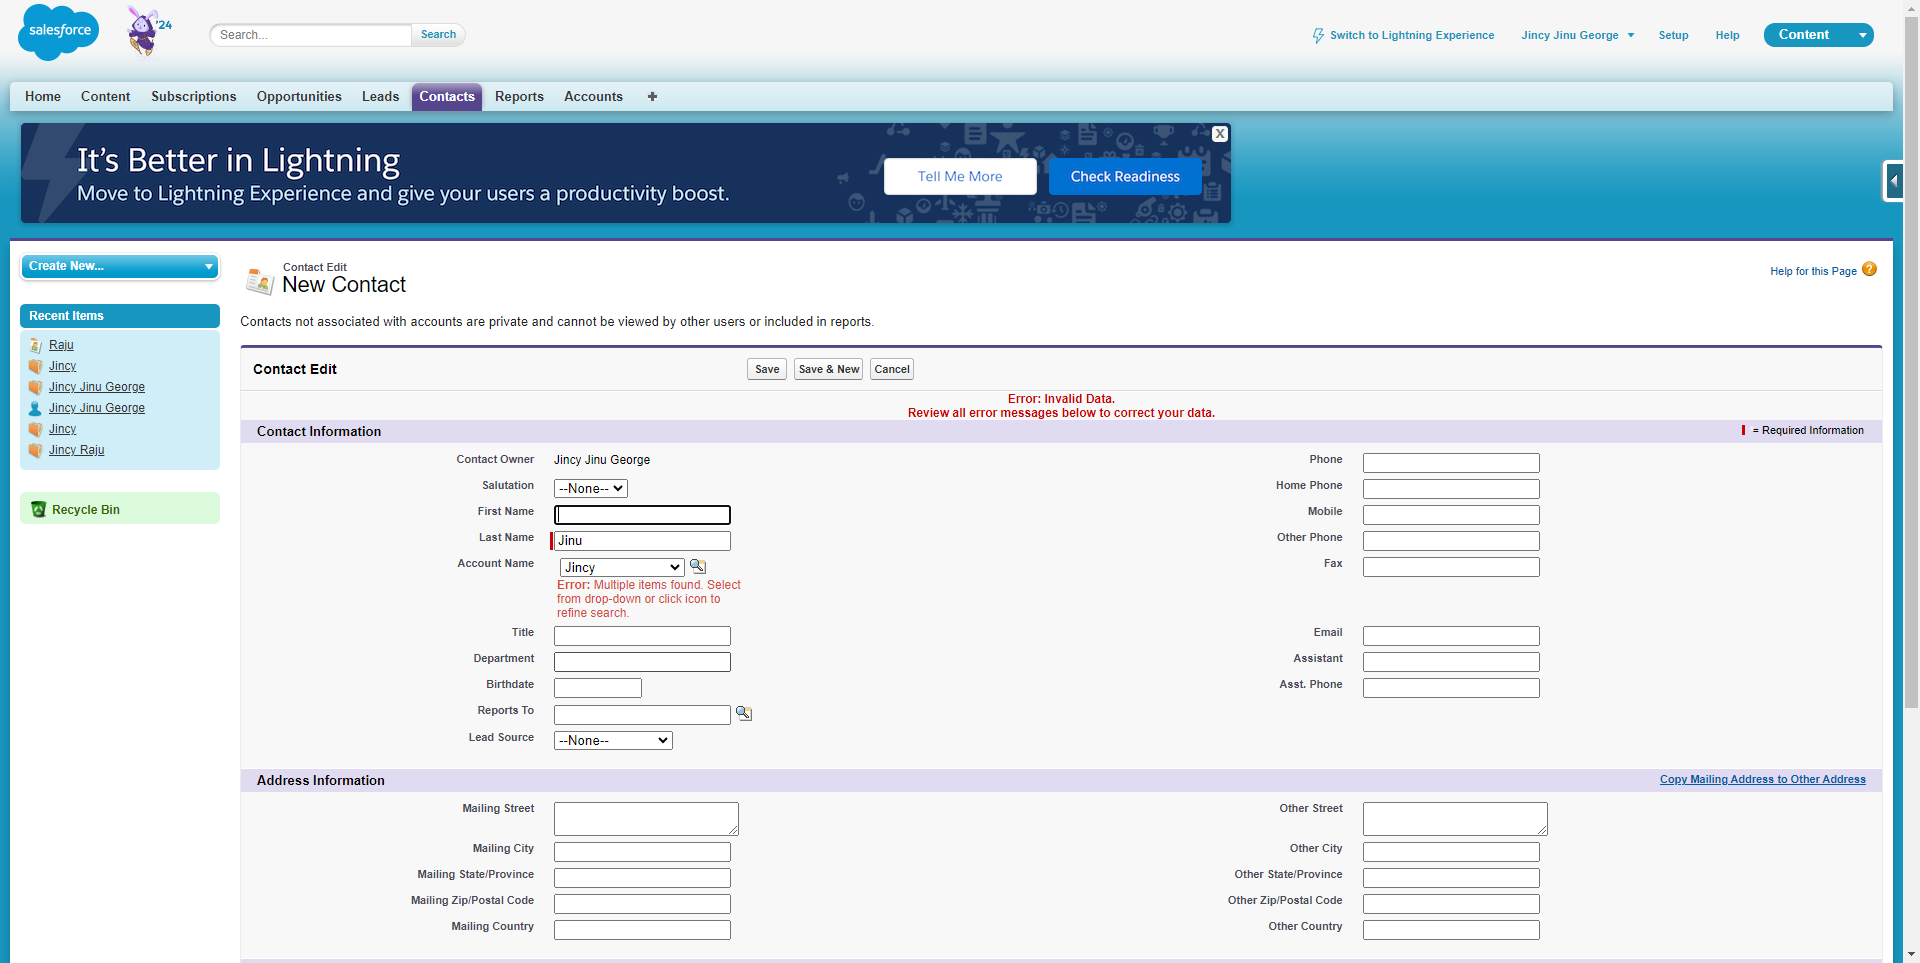 salesforce
'24
Search...
Search
Switch to Lightning Experience
Jincy Jinu George
Setup
Help
Content
Home
Content
Subscriptions
Opportunities
Leads
Contacts
Reports
Accounts
+
It's Better in Lightning
Move to Lightning Experience and give your users a productivity boost.
Tell Me More
Check Readiness
X
Create New...
Recent Items
Raju
Jincy
Jincy Jinu George
Jincy Jinu George
Jincy
Jincy Raju
Recycle Bin
Contact Edit
New Contact
Help for this Page ?
Contacts not associated with accounts are private and cannot be viewed by other users or included in reports.
Contact Edit
Save
Save & New
Cancel
Error: Invalid Data.
Review all error messages below to correct your data.
Contact Information
= Required Information
Contact Owner Jincy Jinu George
Phone
Salutation --None--
Home Phone
First Name
Mobile
Last Name Jinu
Other Phone
Account Name Jincy
Fax
Error: Multiple items found. Select
from drop-down or click icon to
refine search.
Title
Email
Department
Assistant
Birthdate
Asst. Phone
Reports To
Lead Source --None--
Address Information
Copy Mailing Address to Other Address
Mailing Street
Other Street
Mailing City
Other City
Mailing State/Province
Other State/Province
Mailing Zip/Postal Code
Other Zip/Postal Code
Mailing Country
Other Country